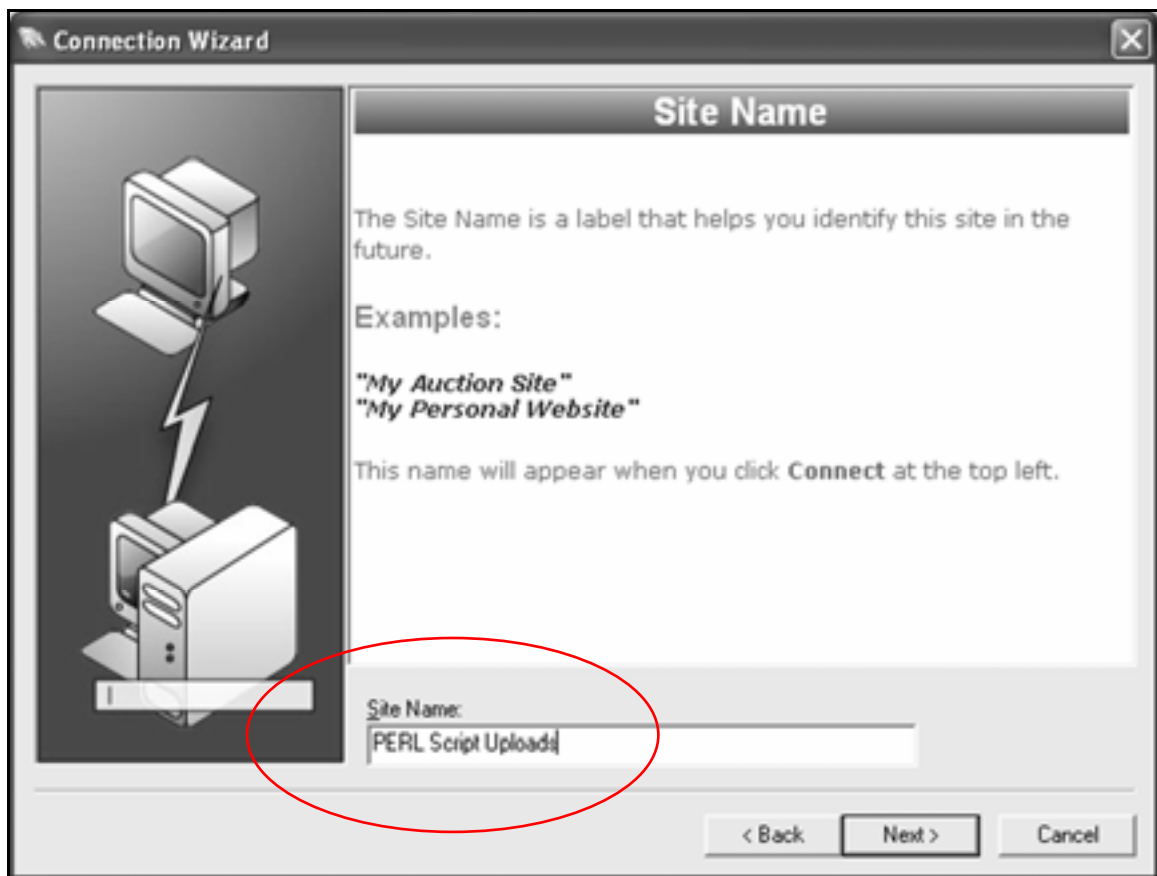 Connection Wizard
Site Name
The Site Name is a label that helps you identify this site in the
future.
Examples:
"My Auction Site"
"My Personal Website"
This name will appear when you click Connect at the top left.
Site Name:
PERL Script Uploads
< Back Next > Cancel